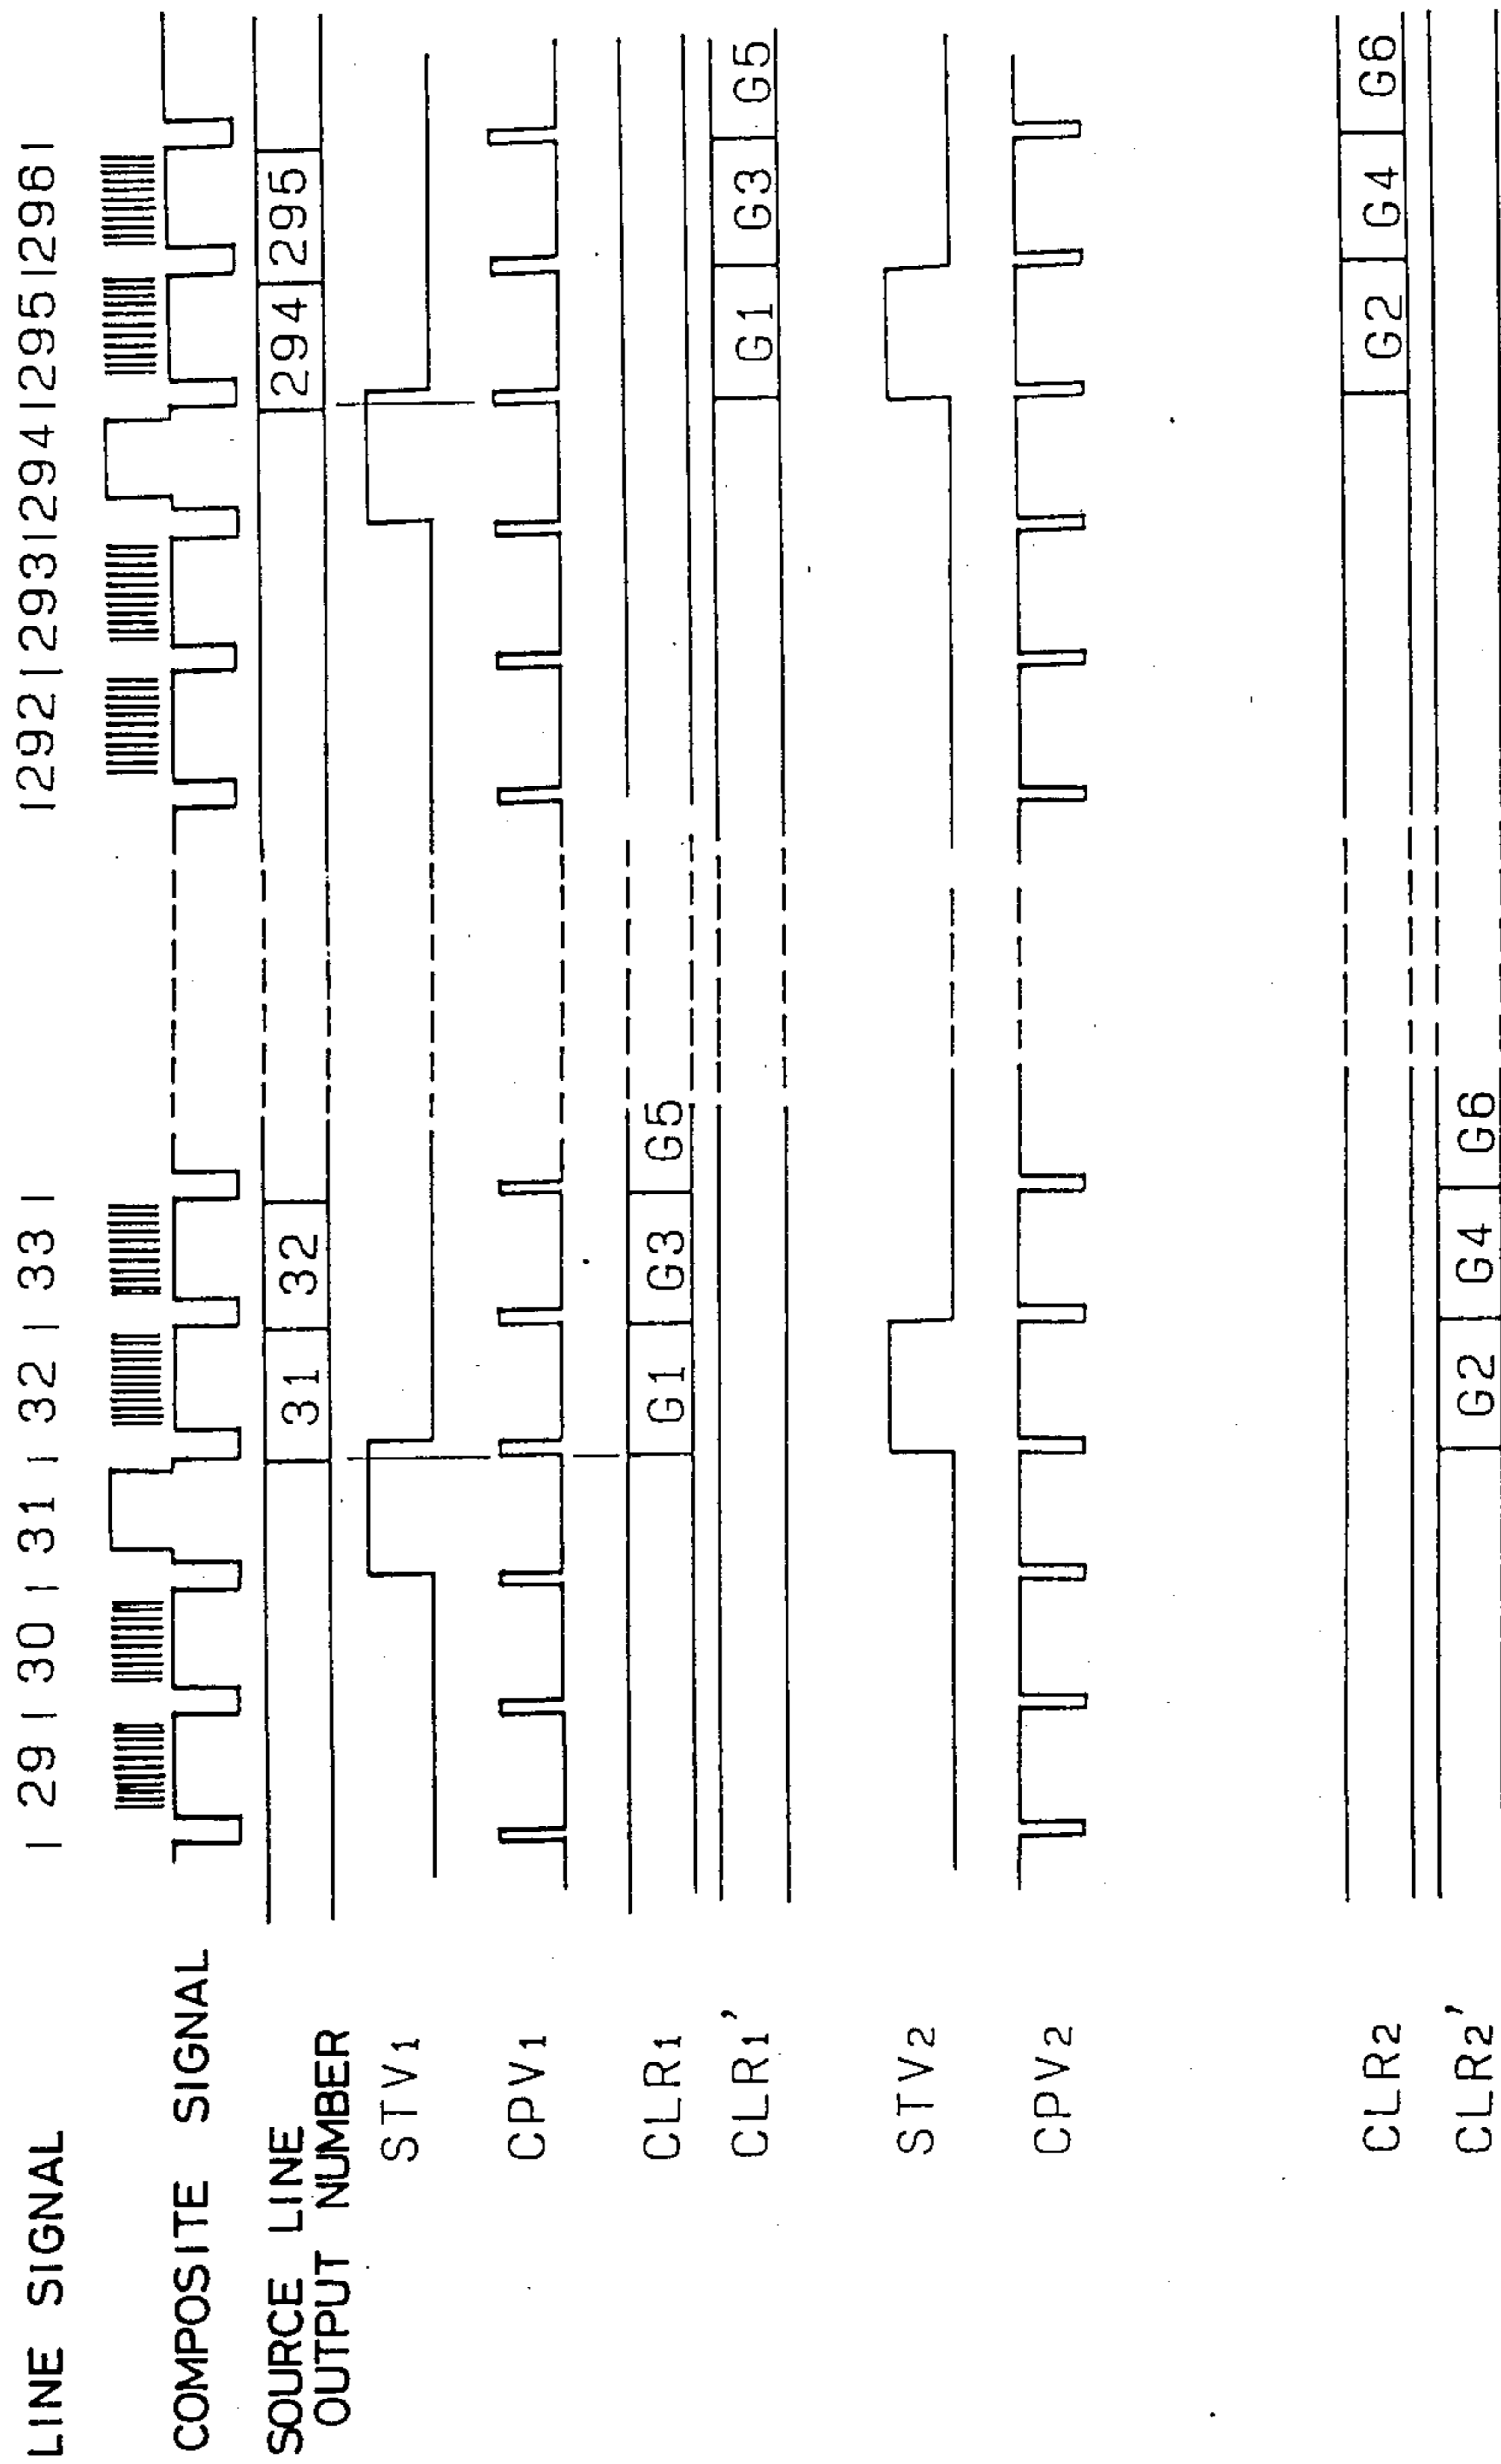 LINE SIGNAL | 29 | 30 | 31 | 32 | 33 | | 292 | 293 | 294 | 295 | 296 |
COMPOSITE SIGNAL
SOURCE LINE OUTPUT NUMBER 31 32 294 295
STV1
CPV1
CLR1 G1 G3 G5
CLR1' G1 G3 G5
STV2
CPV2
CLR2 G2 G4 G6
CLR2' G2 G4 G6